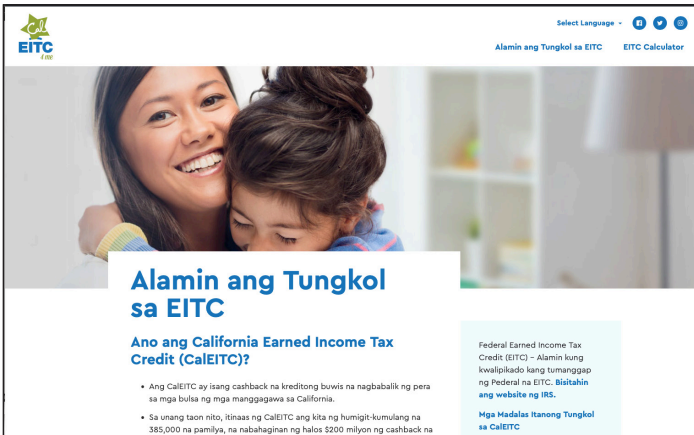 Cal
EITC
4 me
Select Language
Alamin ang Tungkol sa EITC
EITC Calculator
Alamin ang Tungkol
sa EITC
Ano ang California Earned Income Tax
Credit (CalEITC)?
• Ang CalEITC ay isang cashback na kreditong buwis na nagbabalik ng pera
sa mga bulsa ng mga manggagawa sa California.
• Sa unang taon nito, itinaas ng CalEITC ang kita ng humigit-kumulang na
385,000 na pamilya, na nabahaginan ng halos $200 milyon ng cashback na
Federal Earned Income Tax
Credit (EITC) – Alamin kung
kwalipikado kang tumanggap
ng Pederal na EITC. Bisitahin
ang website ng IRS.
Mga Madalas Itanong Tungkol
sa CalEITC